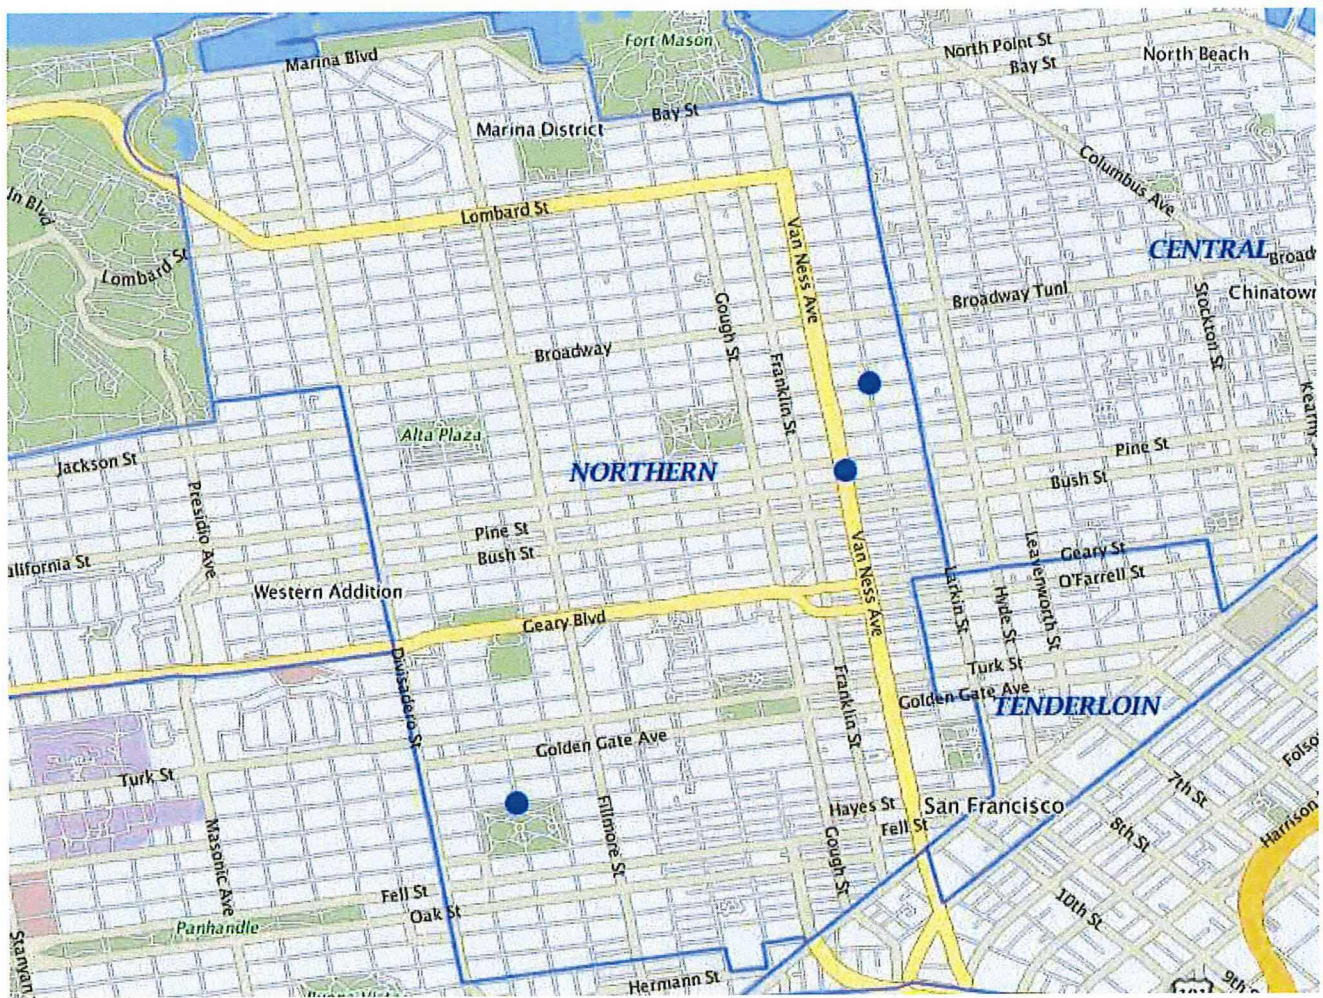 Fort Mason
North Point St
Marina Blvd
North Beach
Bay St
Bay St
Marina District
Columbus Ave
ln Blvd
Lombard St
Van Ness Ave
CENTRAL
Broad
Lombard St
Broadway Tunl
Stockton St
Chinatown
Gough St
Broadway
Franklin St
Kearny
Alta Plaza
Jackson St
NORTHERN
Pine St
Bush St
Presidio Ave
Pine St
Bush St
Van Ness Ave
Leavenworth St
Geary St
alifornia St
O'Farrell St
Larkin St
Hyde St
Western Addition
Geary Blvd
Divisadero St
Franklin St
Turk St
Golden Gate Ave
TENDERLOIN
Golden Gate Ave
Turk St
Folso
7th St
Fillmore St
Hayes St
San Francisco
Fell St
8th St
Harrison
Masonic Ave
Gough St
Fell St
Oak St
10th St
Panhandle
Stanyan
Hermann St
9th S